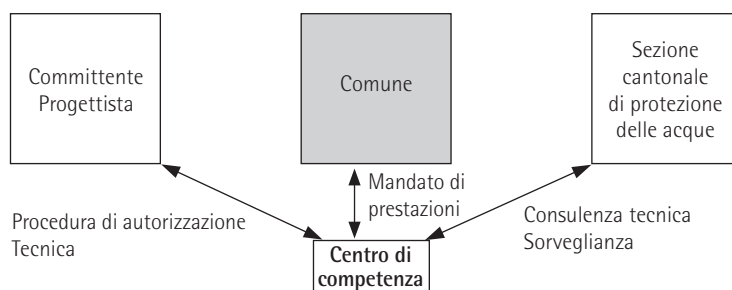 Committente
Progettista
Comune
Sezione
cantonale
di protezione
delle acque
Mandato di
prestazioni
Procedura di autorizzazione
Tecnica
Consulenza tecnica
Sorveglianza
Centro di
competenza